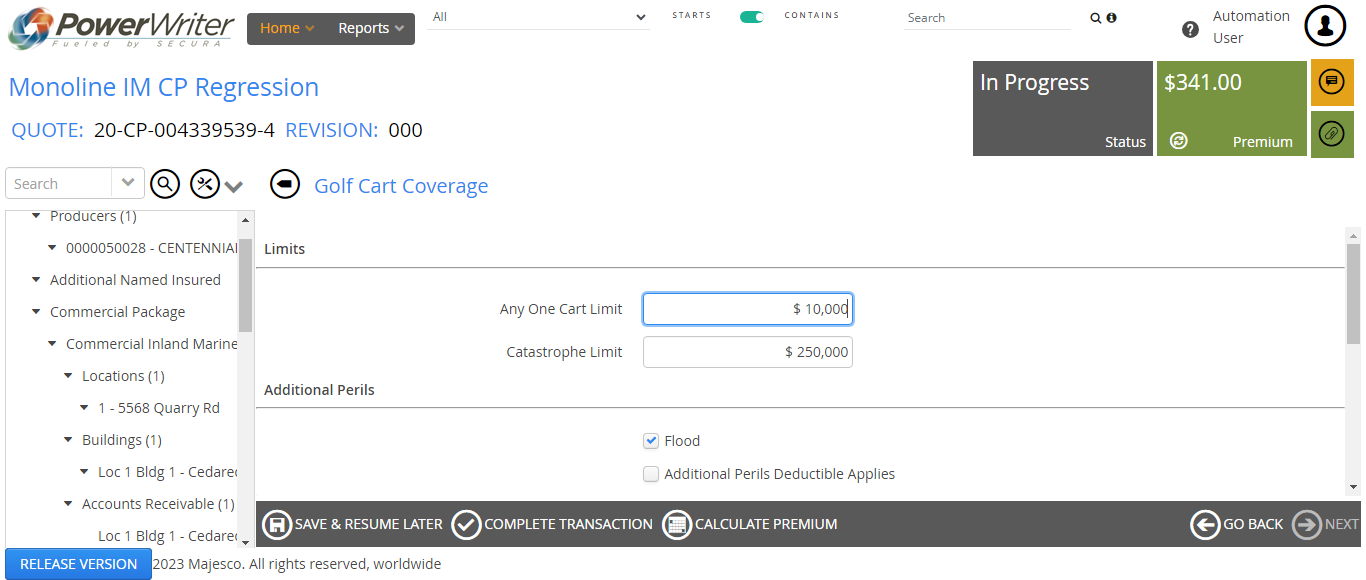 PowerWriter
Fueled by SECURA
Home
Reports
All
STARTS
CONTAINS
Search
Automation
User
Monoline IM CP Regression
QUOTE: 20-CP-004339539-4 REVISION: 000
In Progress
Status
$341.00
Premium
Search
Golf Cart Coverage
Producers (1)
0000050028 - CENTENNIAL
Additional Named Insured
Commercial Package
Commercial Inland Marine
Locations (1)
1 - 5568 Quarry Rd
Buildings (1)
Loc 1 Bldg 1 - Cedarec
Accounts Receivable (1)
Loc 1 Bldg 1 - Cedarec
Limits
Any One Cart Limit
$ 10,000
Catastrophe Limit
$ 250,000
Additional Perils
Flood
Additional Perils Deductible Applies
SAVE & RESUME LATER
COMPLETE TRANSACTION
CALCULATE PREMIUM
GO BACK
NEXT
RELEASE VERSION
2023 Majesco. All rights reserved, worldwide